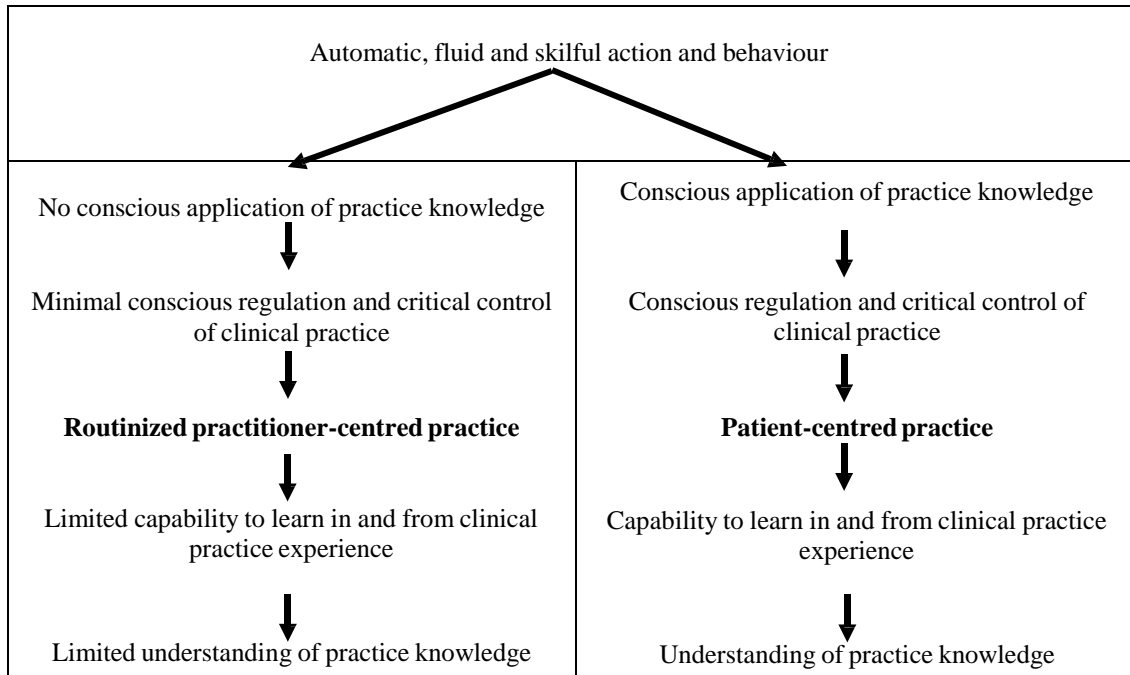 Automatic, fluid and skilful action and behaviour
No conscious application of practice knowledge
Minimal conscious regulation and critical control
of clinical practice
Routinized practitioner-centred practice
Limited capability to learn in and from clinical
practice experience
Limited understanding of practice knowledge
Conscious application of practice knowledge
Conscious regulation and critical control of
clinical practice
Patient-centred practice
Capability to learn in and from clinical practice
experience
Understanding of practice knowledge